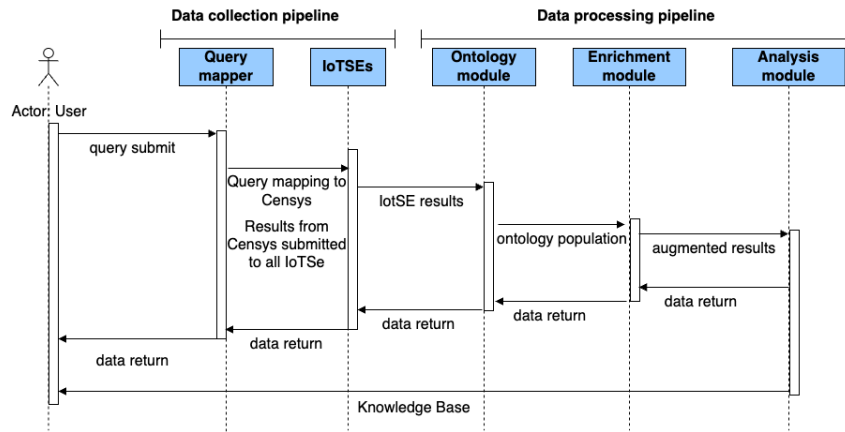 Data collection pipeline
Data processing pipeline
Query
mapper
IoTSEs
Ontology
module
Enrichment
module
Analysis
module
Actor: User
query submit
Query mapping to
Censys
Results from
Censys submitted
to all IoTSe
IotSE results
ontology population
augmented results
data return
data return
data return
data return
data return
Knowledge Base